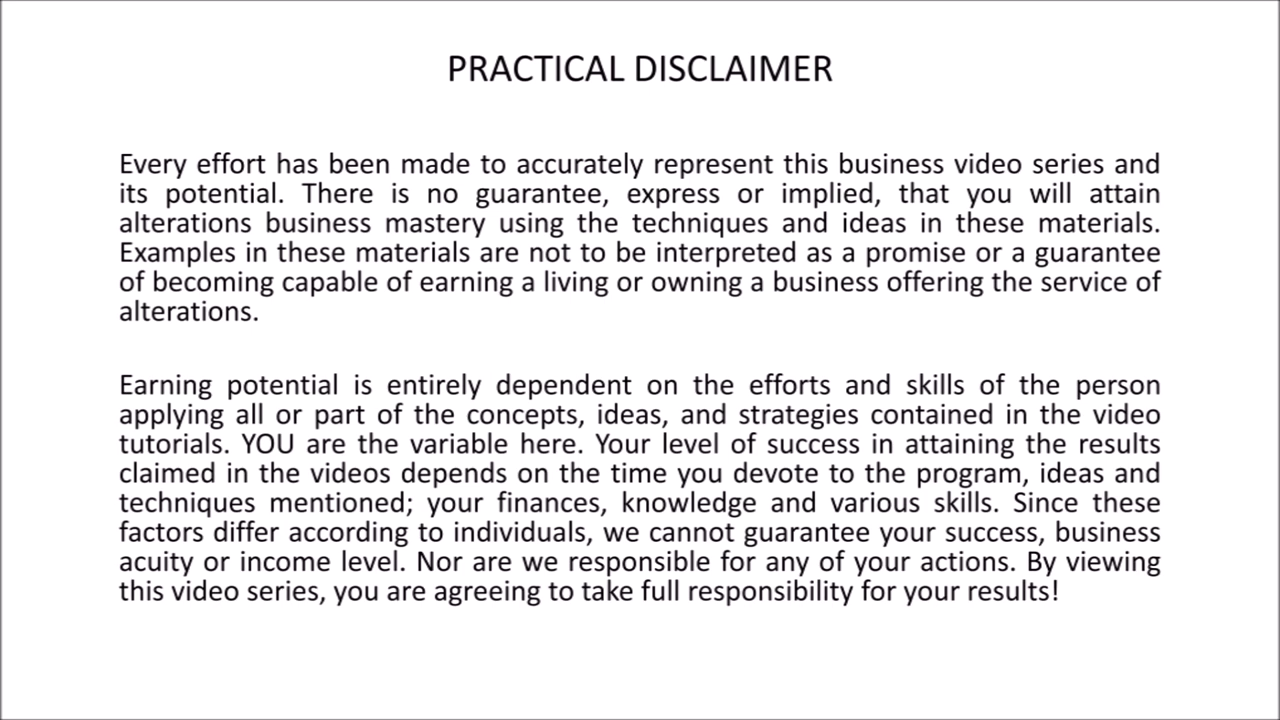 PRACTICAL DISCLAIMER
Every effort has been made to accurately represent this business video series and
its potential. There is no guarantee, express or implied, that you will attain
alterations business mastery using the techniques and ideas in these materials.
Examples in these materials are not to be interpreted as a promise or a guarantee
of becoming capable of earning a living or owning a business offering the service of
alterations.
Earning potential is entirely dependent on the efforts and skills of the person
applying all or part of the concepts, ideas, and strategies contained in the video
tutorials. YOU are the variable here. Your level of success in attaining the results
claimed in the videos depends on the time you devote to the program, ideas and
techniques mentioned; your finances, knowledge and various skills. Since these
factors differ according to individuals, we cannot guarantee your success, business
acuity or income level. Nor are we responsible for any of your actions. By viewing
this video series, you are agreeing to take full responsibility for your results!